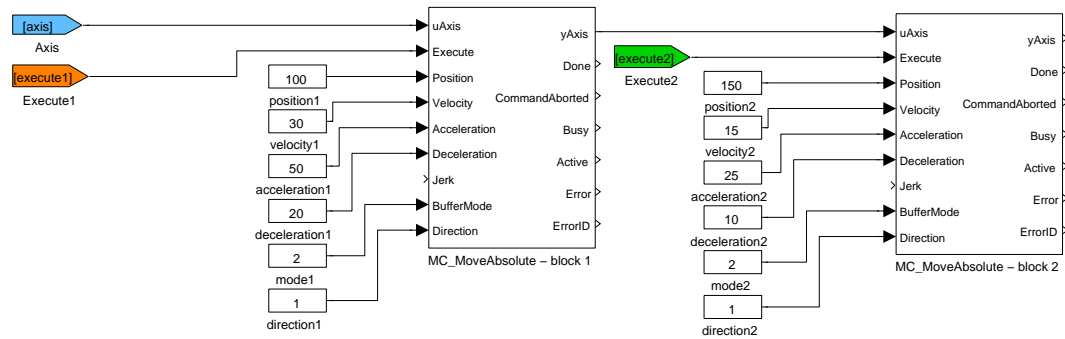 [axis]
Axis
[execute1]
Execute1
100
position1
30
velocity1
50
acceleration1
20
deceleration1
2
mode1
1
direction1
uAxis
Execute
Position
Velocity
Acceleration
Deceleration
Jerk
BufferMode
Direction
yAxis
Done
CommandAborted
Busy
Active
Error
ErrorID
MC_MoveAbsolute – block 1
[execute2]
Execute2
150
position2
15
velocity2
25
acceleration2
10
deceleration2
2
mode2
1
direction2
uAxis
Execute
Position
Velocity
Acceleration
Deceleration
Jerk
BufferMode
Direction
yAxis
Done
CommandAborted
Busy
Active
Error
ErrorID
MC_MoveAbsolute – block 2